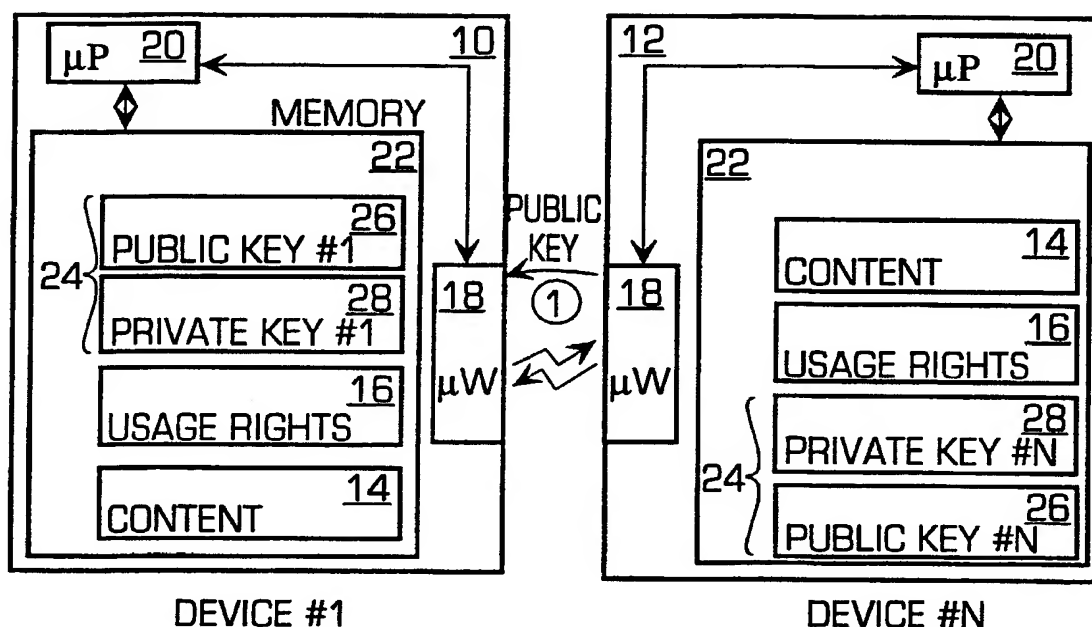 μP 20
10
MEMORY
22
24
26
PUBLIC KEY #1
28
PRIVATE KEY #1
16
USAGE RIGHTS
14
CONTENT
18
μW
DEVICE #1
PUBLIC
KEY
1
12
μP 20
22
14
CONTENT
16
USAGE RIGHTS
24
28
PRIVATE KEY #N
26
PUBLIC KEY #N
18
μW
DEVICE #N